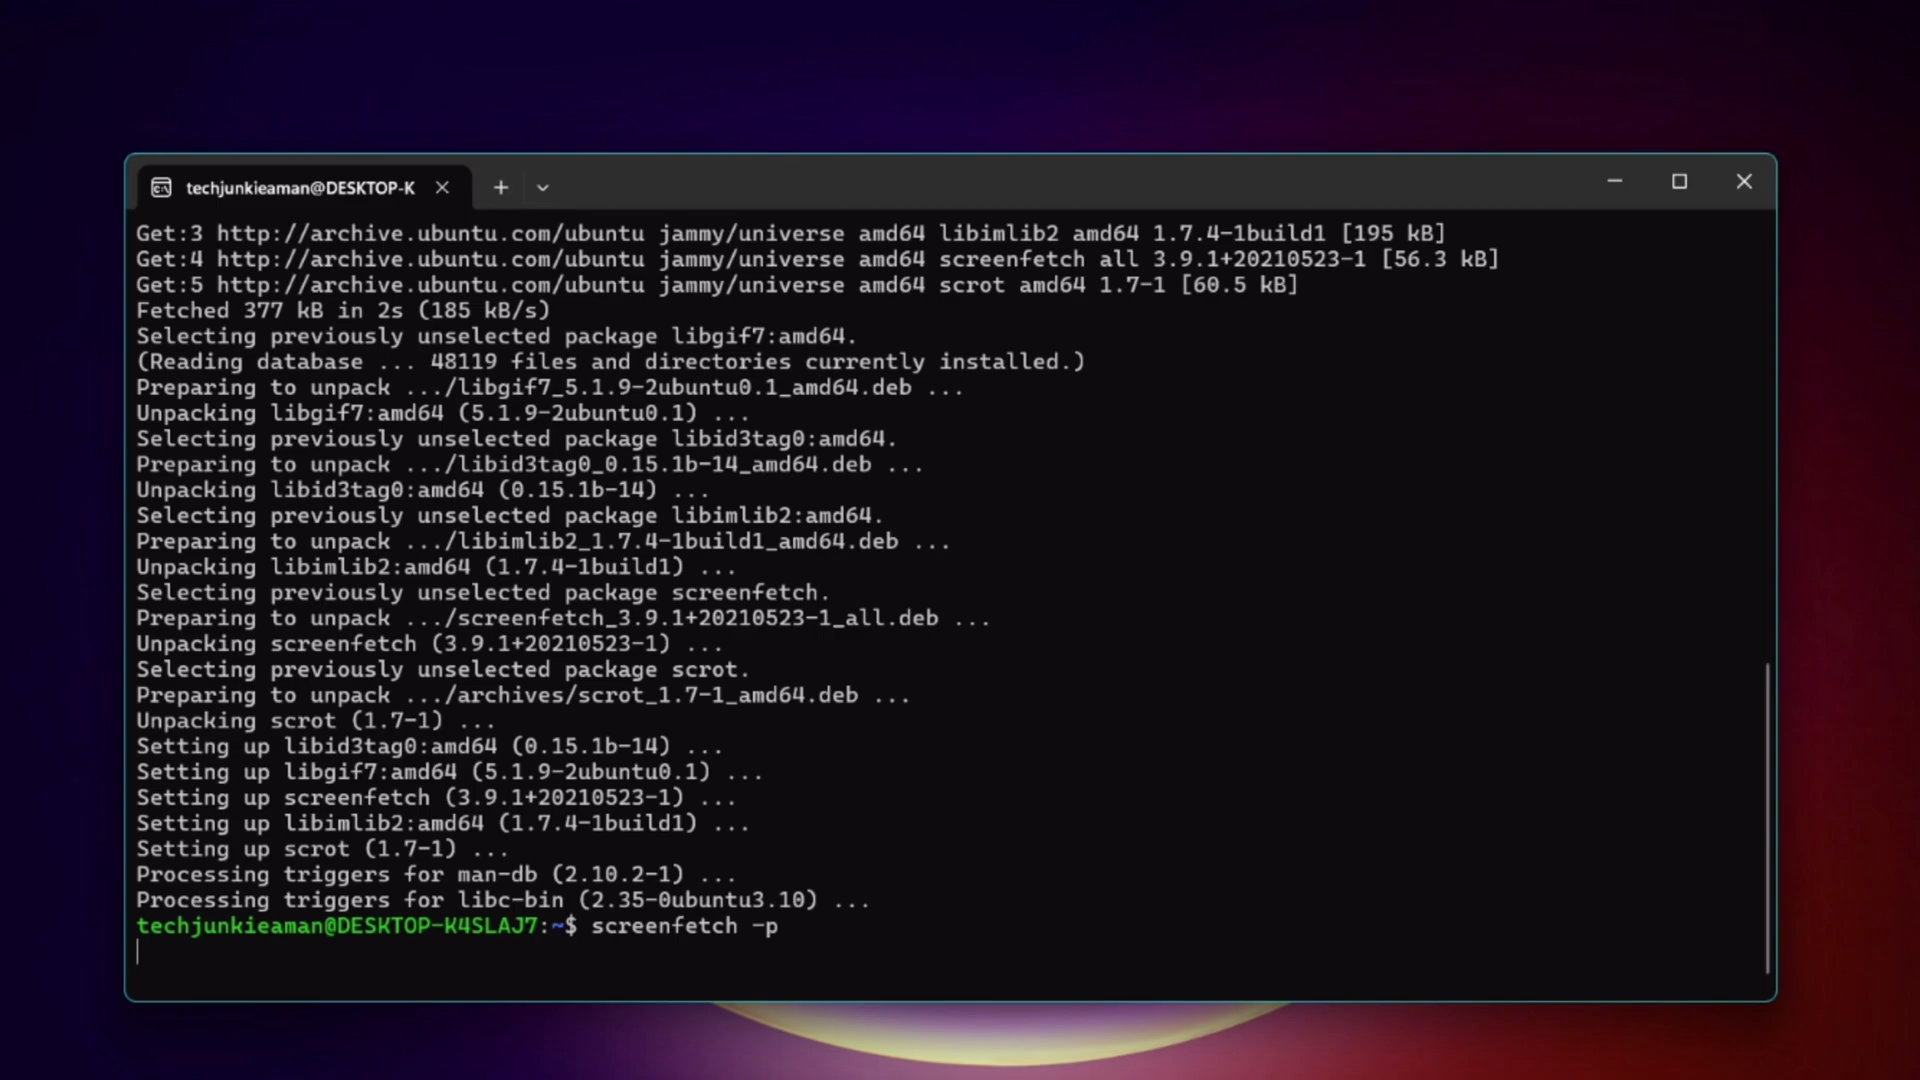 techjunkieaman@DESKTOP-K
Get:3 http://archive.ubuntu.com/ubuntu jammy/universe amd64 libimlib2 amd64 1.7.4-1build1 [195 kB]
Get:4 http://archive.ubuntu.com/ubuntu jammy/universe amd64 screenfetch all 3.9.1+20210523-1 [56.3 kB]
Get:5 http://archive.ubuntu.com/ubuntu jammy/universe amd64 scrot amd64 1.7-1 [60.5 kB]
Fetched 377 kB in 2s (185 kB/s)
Selecting previously unselected package libgif7:amd64.
(Reading database ... 48119 files and directories currently installed.)
Preparing to unpack .../libgif7_5.1.9-2ubuntu0.1_amd64.deb ...
Unpacking libgif7:amd64 (5.1.9-2ubuntu0.1) ...
Selecting previously unselected package libid3tag0:amd64.
Preparing to unpack .../libid3tag0_0.15.1b-14_amd64.deb ...
Unpacking libid3tag0:amd64 (0.15.1b-14) ...
Selecting previously unselected package libimlib2:amd64.
Preparing to unpack .../libimlib2_1.7.4-1build1_amd64.deb ...
Unpacking libimlib2:amd64 (1.7.4-1build1) ...
Selecting previously unselected package screenfetch.
Preparing to unpack .../screenfetch_3.9.1+20210523-1_all.deb ...
Unpacking screenfetch (3.9.1+20210523-1) ...
Selecting previously unselected package scrot.
Preparing to unpack .../archives/scrot_1.7-1_amd64.deb ...
Unpacking scrot (1.7-1) ...
Setting up libid3tag0:amd64 (0.15.1b-14) ...
Setting up libgif7:amd64 (5.1.9-2ubuntu0.1) ...
Setting up screenfetch (3.9.1+20210523-1) ...
Setting up libimlib2:amd64 (1.7.4-1build1) ...
Setting up scrot (1.7-1) ...
Processing triggers for man-db (2.10.2-1) ...
Processing triggers for libc-bin (2.35-0ubuntu3.10) ...
techjunkieaman@DESKTOP-K4SLAJ7:~$ screenfetch -p